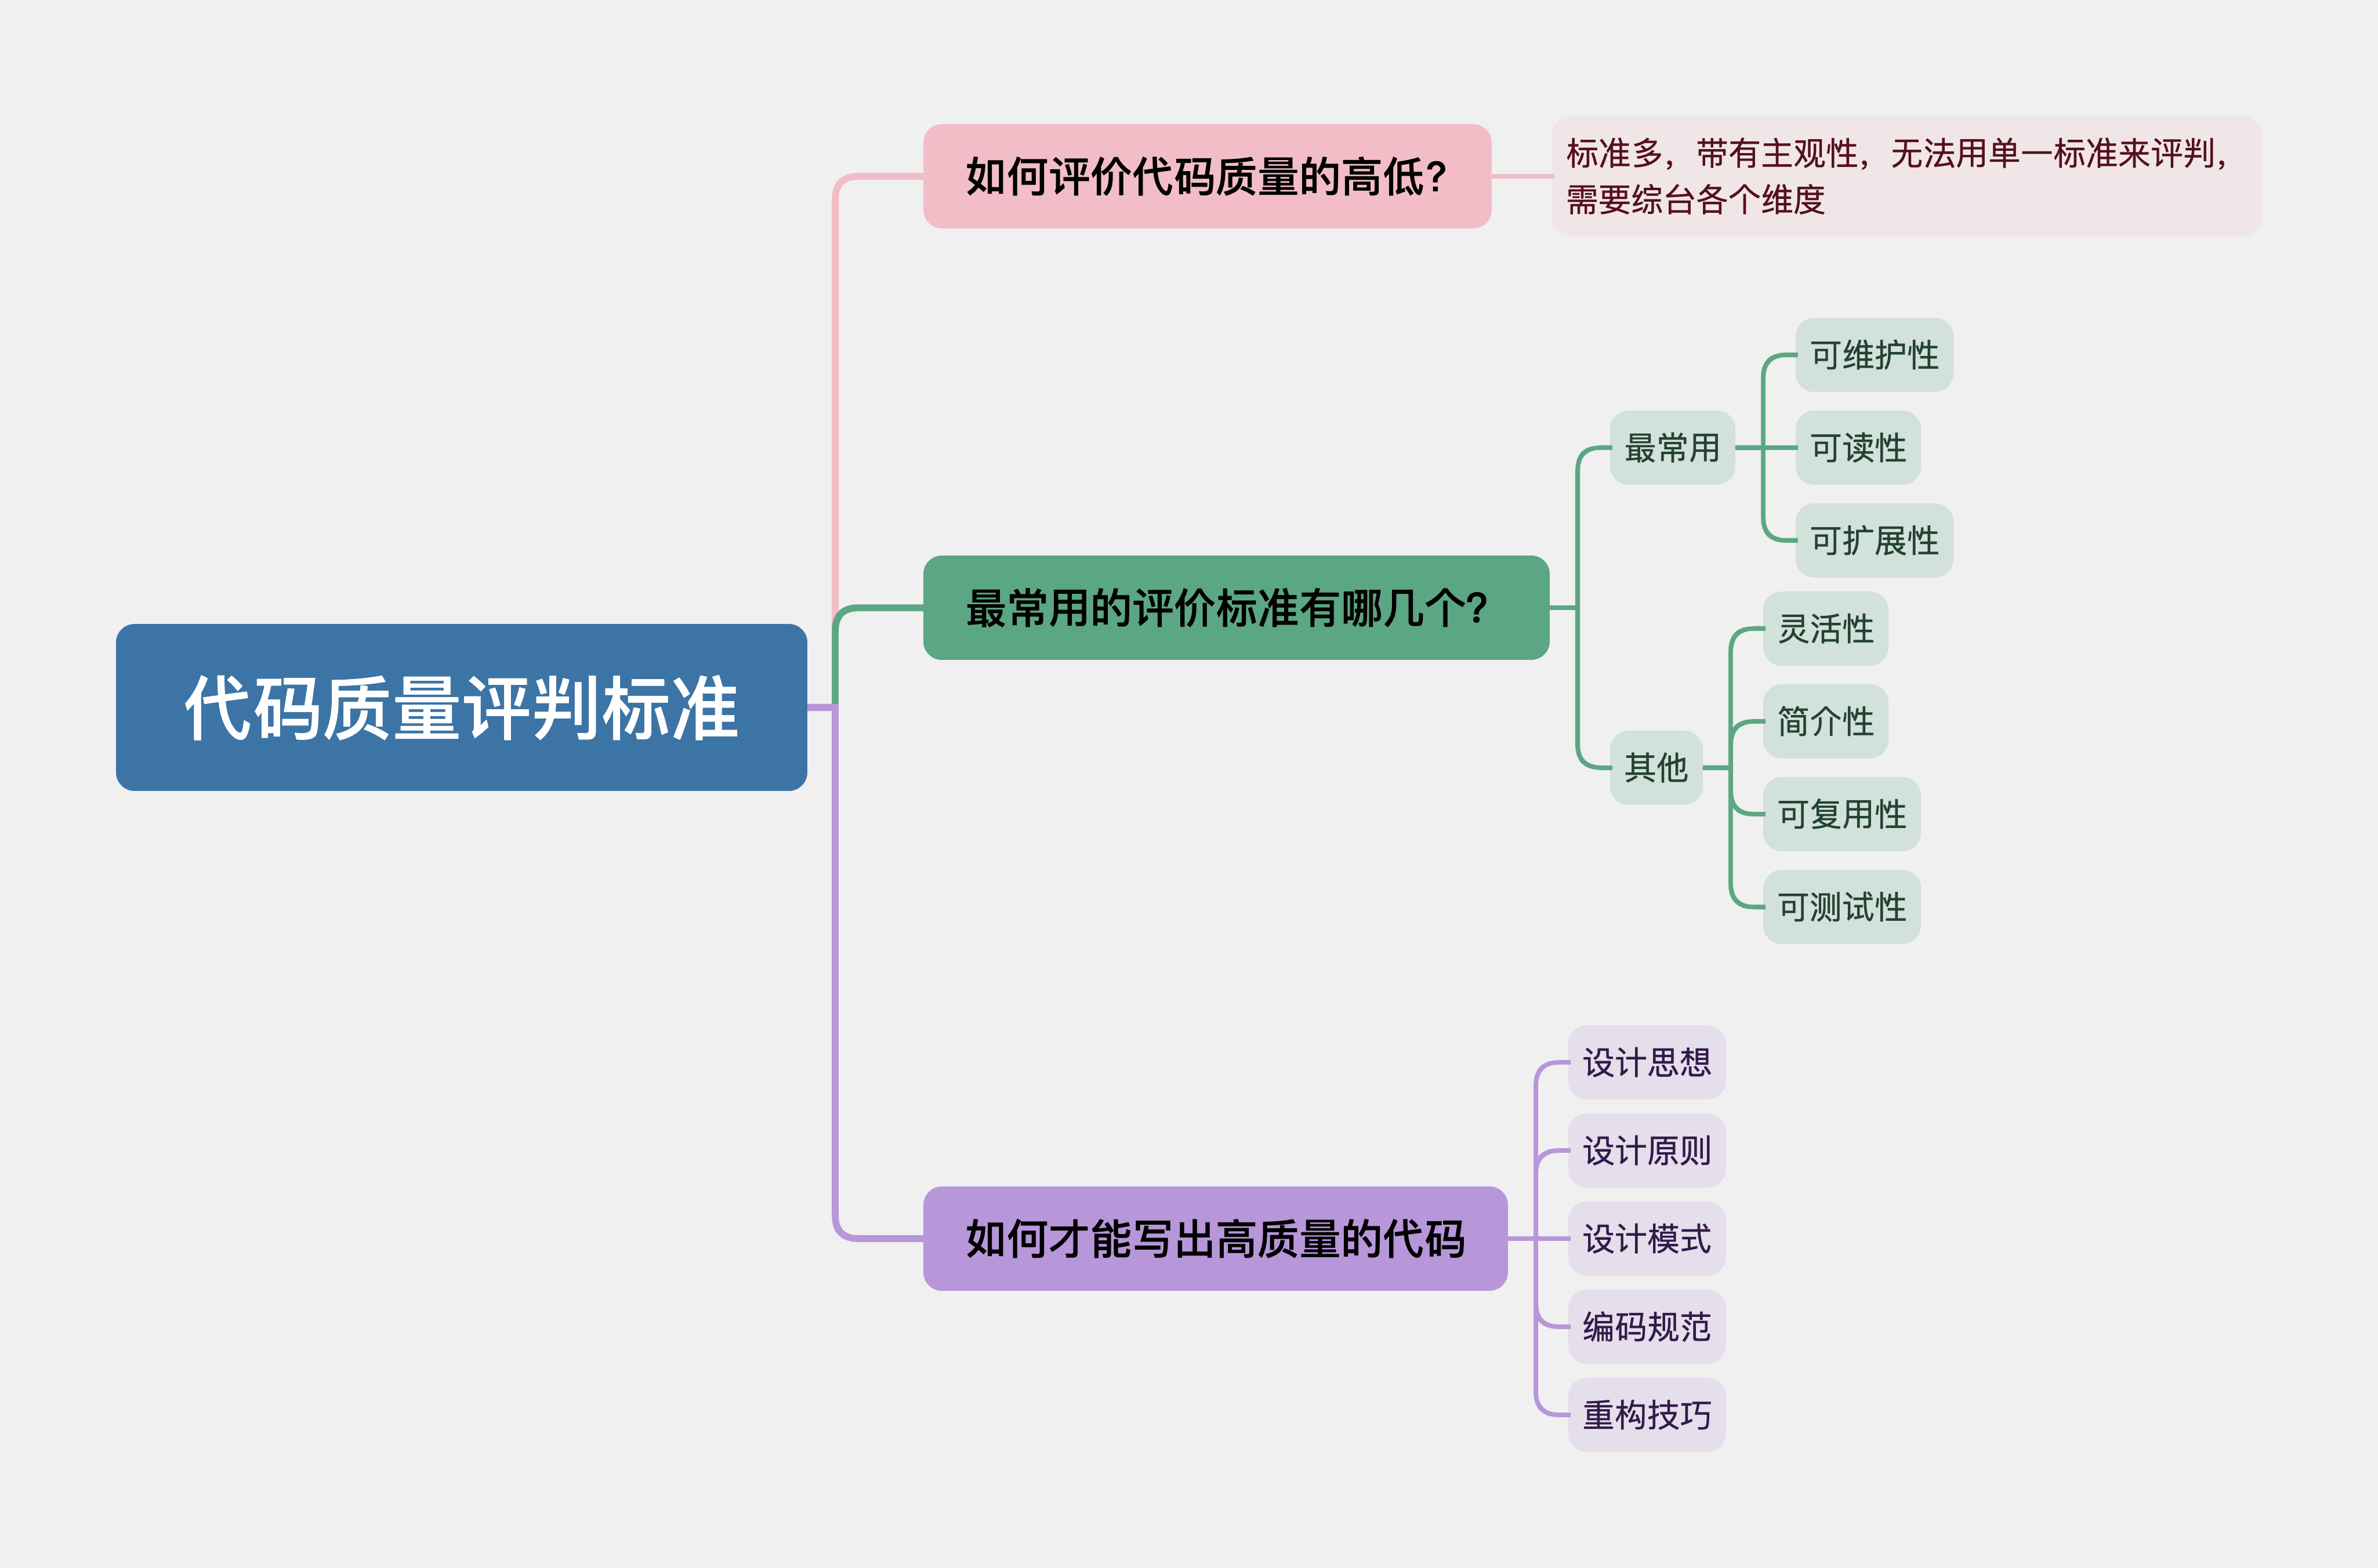 代码质量评判标准
如何评价代码质量的高低？
标准多，带有主观性，无法用单一标准来评判，
需要综台各个维度
最常用的评价标准有哪几个？
最常用
可维护性
可读性
可扩展性
其他
灵活性
简介性
可复用性
可测试性
如何才能写出高质量的代码
设计思想
设计原则
设计模式
编码规范
重构技巧